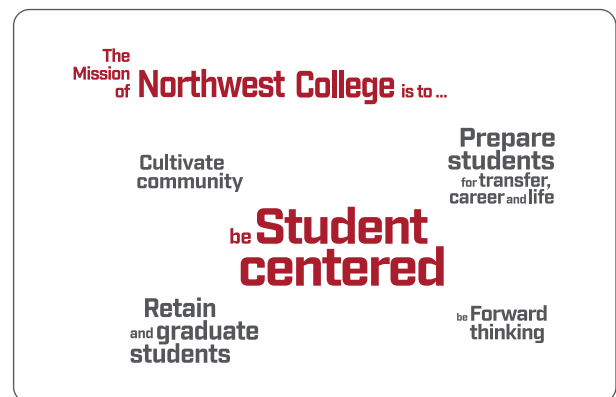 The
Mission
of Northwest College is to ...
Cultivate
community
Prepare
students
for transfer,
career and life
be Student
centered
Retain
and graduate
students
be Forward
thinking